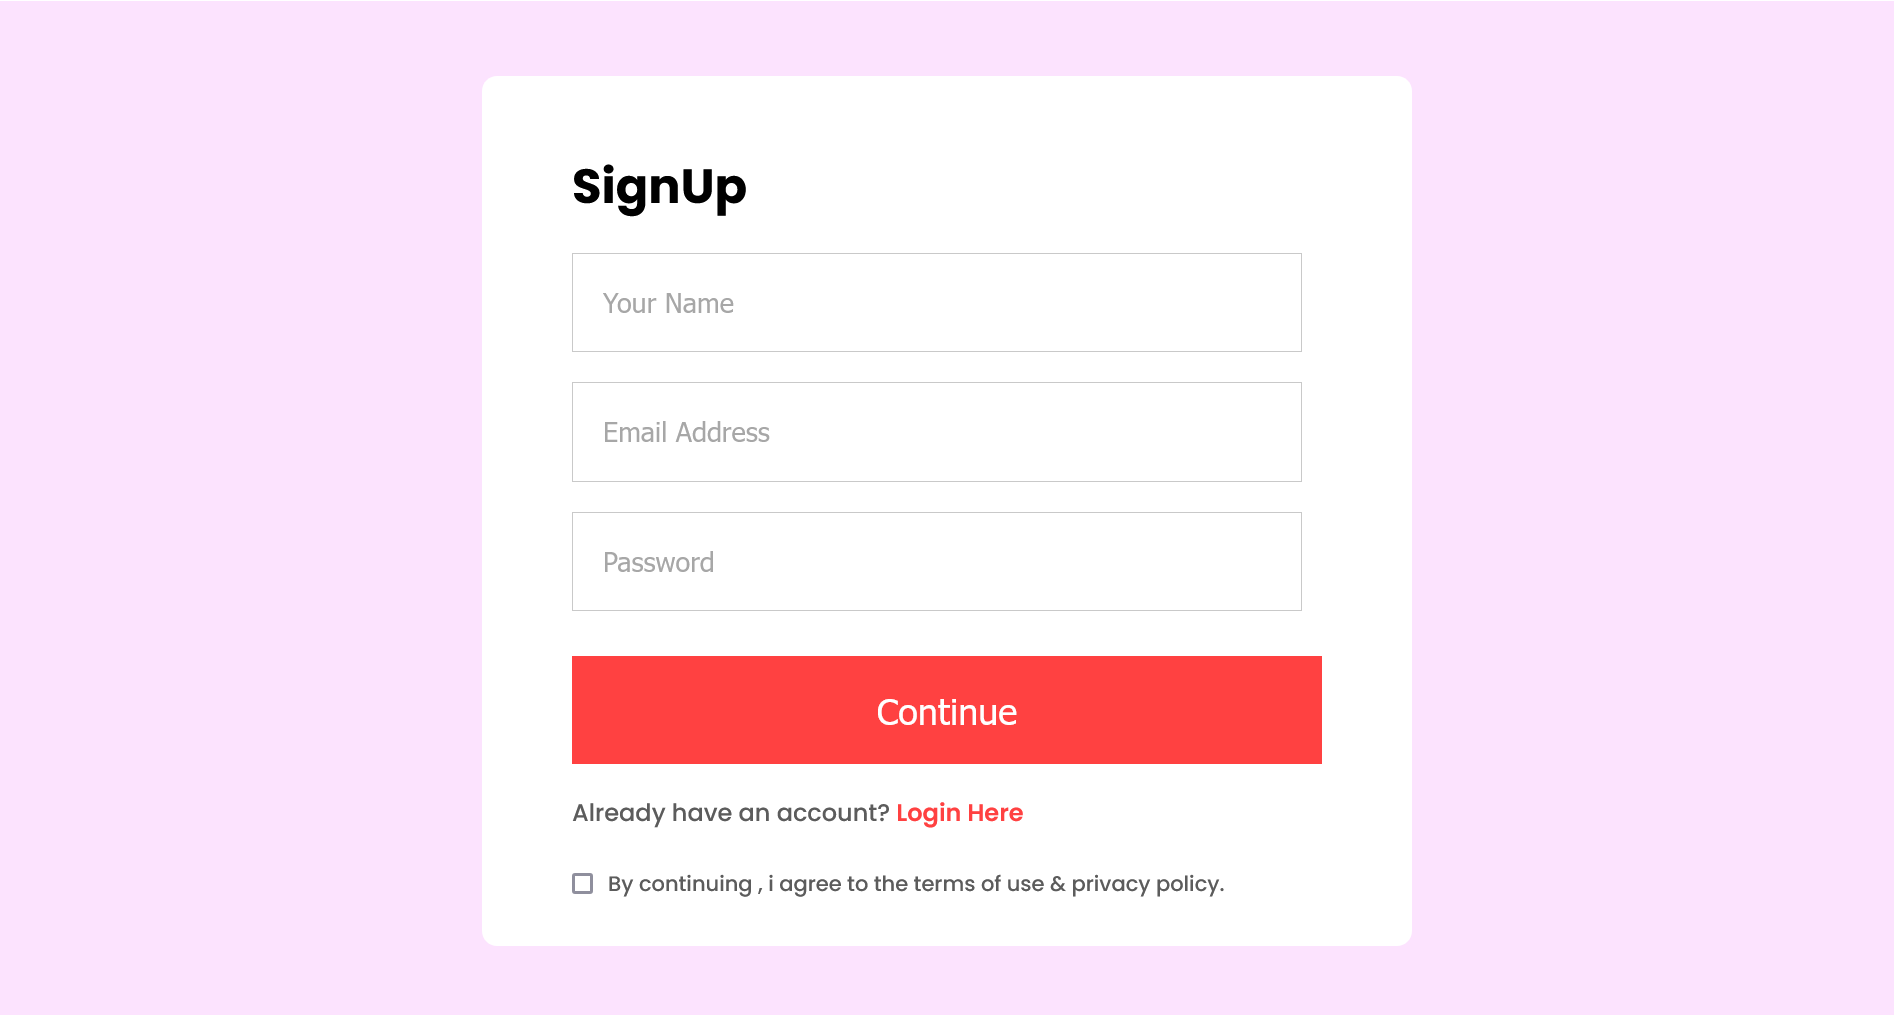 SignUp
Your Name
Email Address
Password
Continue
Already have an account? Login Here
By continuing , i agree to the terms of use & privacy policy.